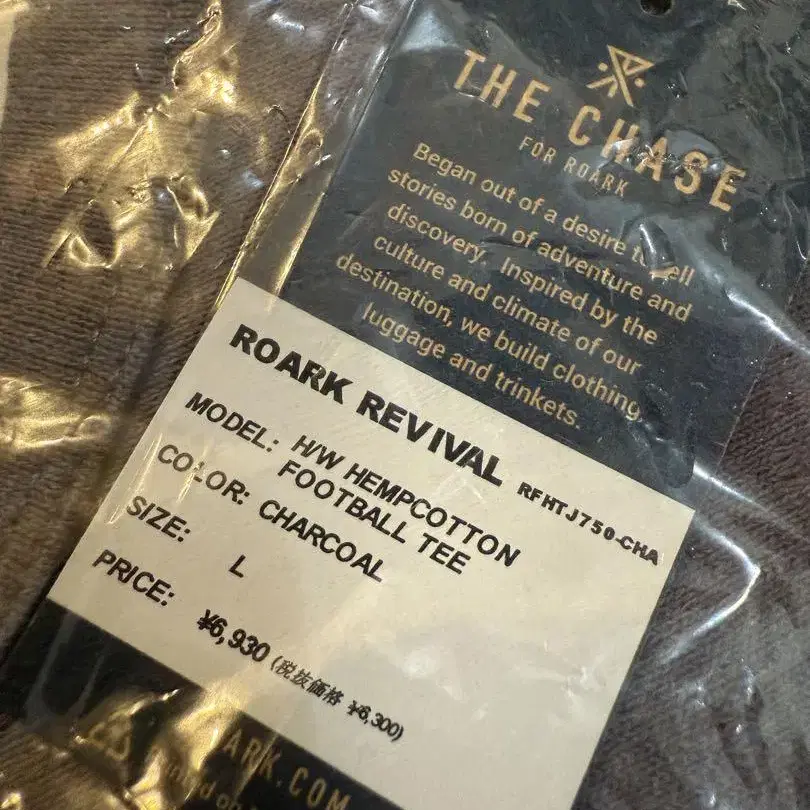 THE CHASE
FOR ROARK
Began out of a desire to tell
stories born of adventure and
discovery. Inspired by the
culture and climate of our
destination, we build clothing
luggage and trinkets.
ROARK REVIVAL RFHTJ750-CHA
MODEL: H/W HEMPCOTTON
FOOTBALL TEE
COLOR: CHARCOAL
SIZE: L
PRICE: ¥6,930 (税抜価格 ¥6,300)
ARK.COM